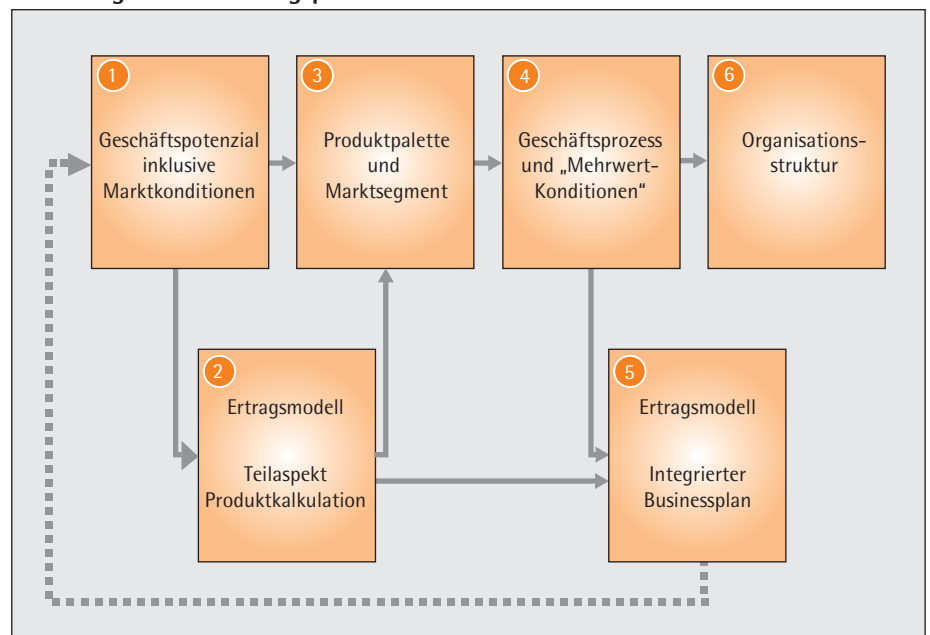 1
Geschäftspotenzial
inklusive
Marktkonditionen
3
Produktpalette
und
Marktsegment
4
Geschäftsprozess
und „Mehrwert-
Konditionen“
6
Organisations-
struktur
2
Ertragsmodell
Teilaspekt
Produktkalkulation
5
Ertragsmodell
Integrierter
Businessplan